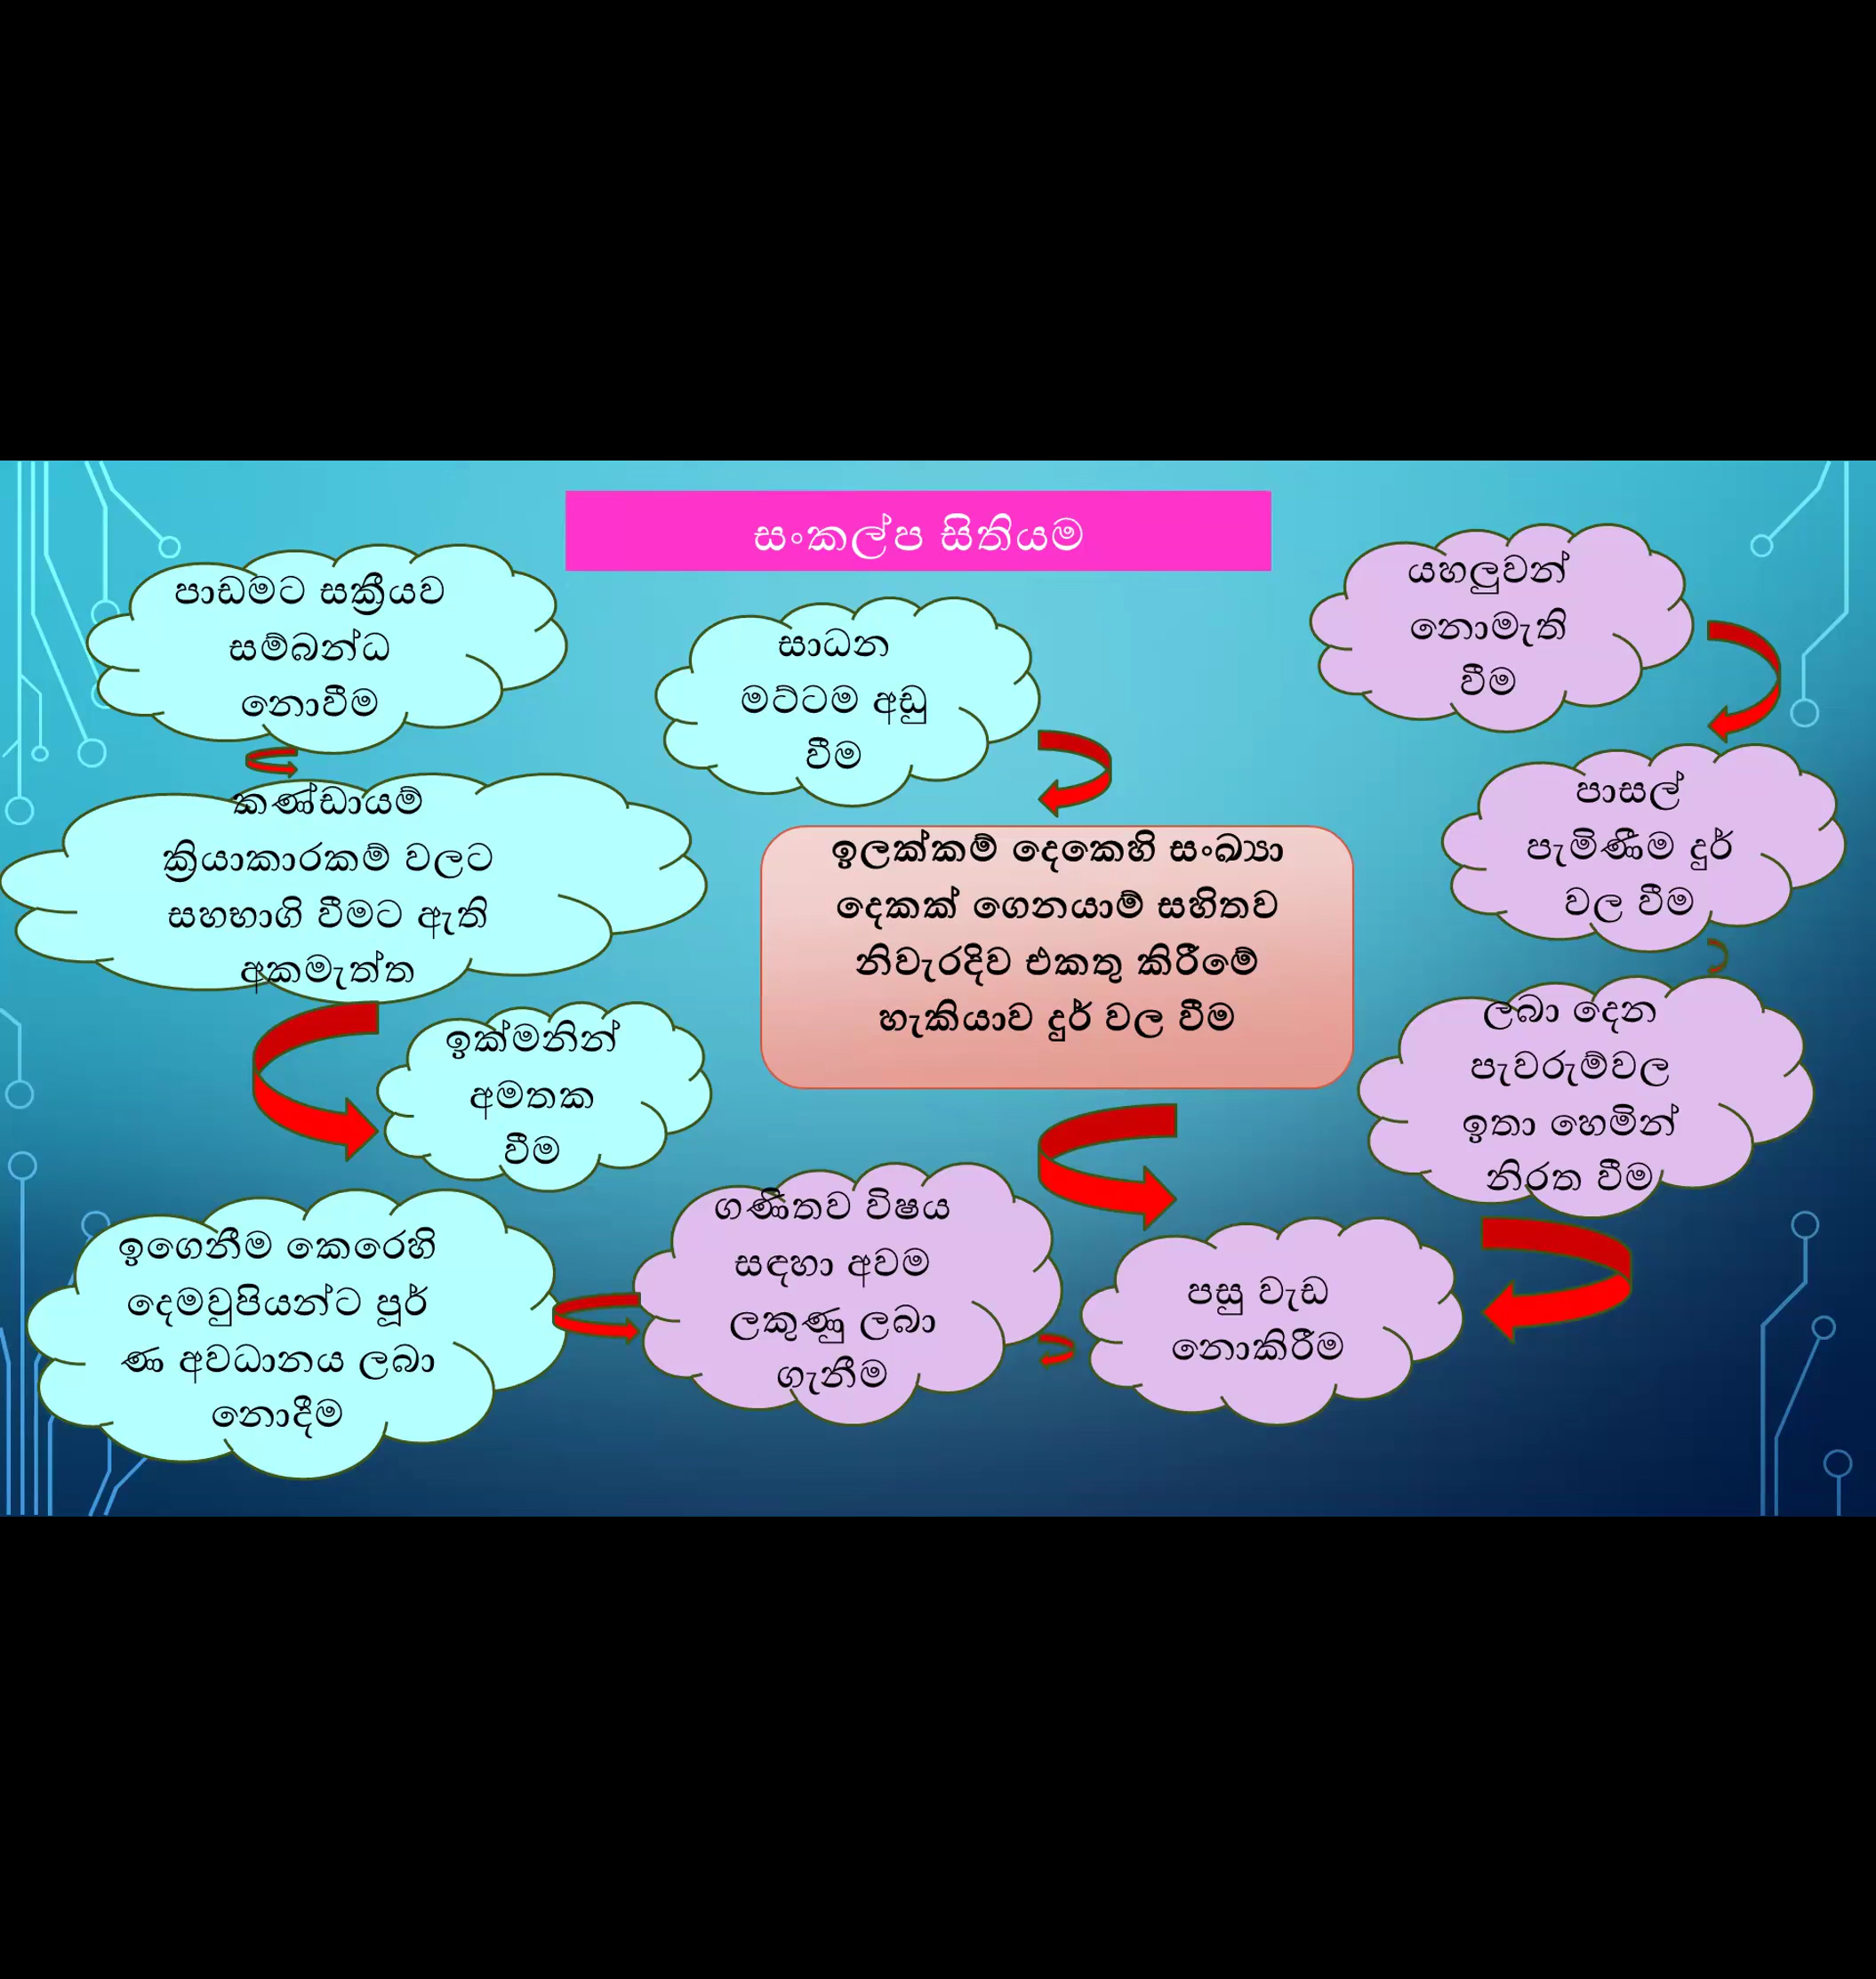 සංකල්ප සිතියම
පාඩමට සක්‍රීයව
සම්බන්ධ
නොවීම
කණ්ඩායම්
ක්‍රියාකාරකම් වලට
සහභාගි වීමට ඇති
අකමැත්ත
ඉක්මනින්
අමතක
වීම
ඉගෙනීම කෙරෙහි
දෙමවුපියන්ට පූර්
ණ අවධානය ලබා
නොදීම
සාධන
මට්ටම අඩු
වීම
ඉලක්කම් දෙකෙහි සංඛ්‍යා
දෙකක් ගෙනයාම් සහිතව
නිවැරදිව එකතු කිරීමේ
හැකියාව දුර් වල වීම
ගණිතව විෂය
සඳහා අවම
ලකුණු ලබා
ගැනීම
යහලුවන්
නොමැති
වීම
පාසල්
පැමිණීම දුර්
වල වීම
ලබා දෙන
පැවරුම්වල
ඉතා හෙමින්
නිරත වීම
පසු වැඩ
නොකිරීම